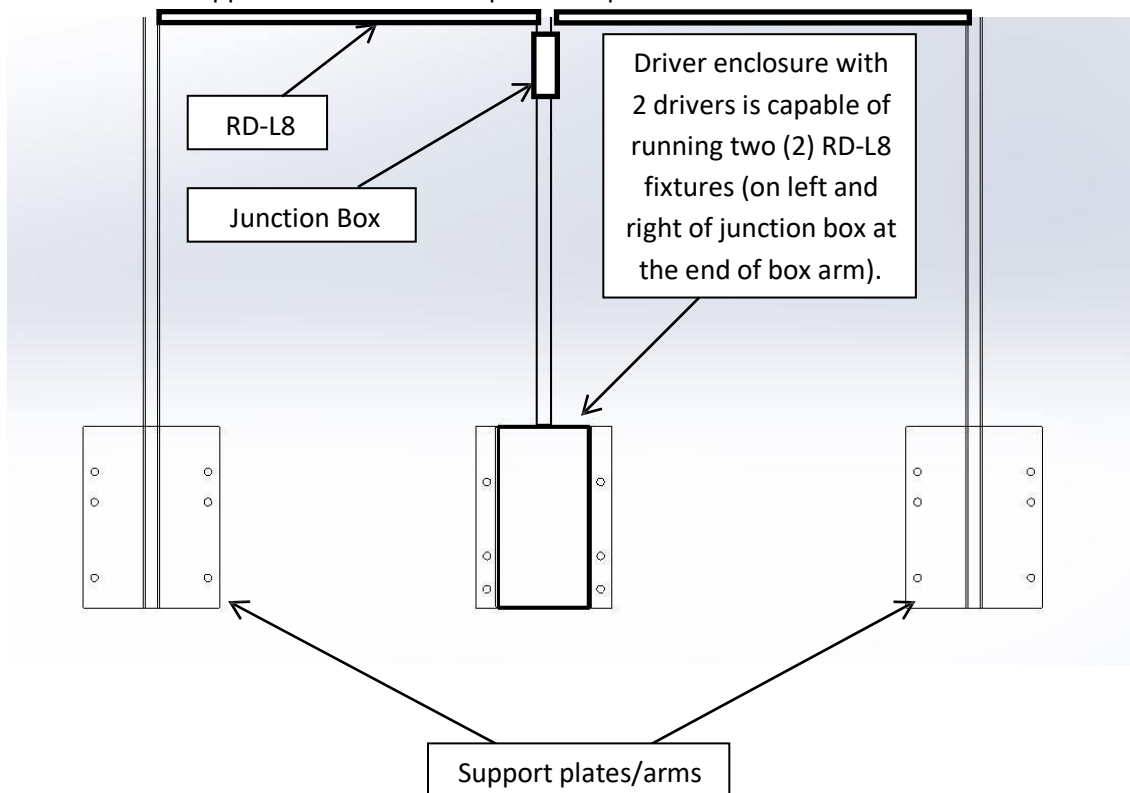 Driver enclosure with
2 drivers is capable of
running two (2) RD-L8
fixtures (on left and
right of junction box at
the end of box arm).
RD-L8
Junction Box
Support plates/arms